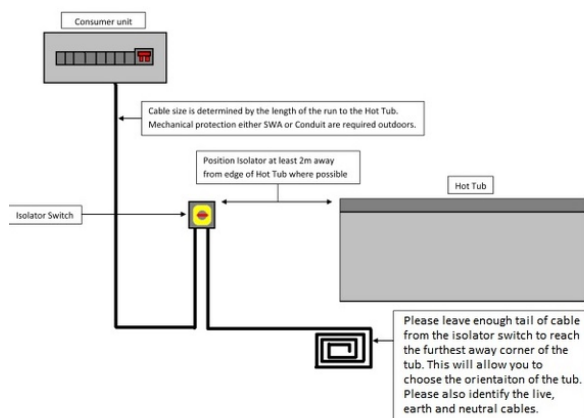 Consumer unit
Cable size is determined by the length of the run to the Hot Tub.
Mechanical protection either SWA or Conduit are required outdoors.
Position Isolator at least 2m away
from edge of Hot Tub where possible
Hot Tub
Isolator Switch
Please leave enough tail of cable
from the isolator switch to reach
the furthest away corner of the
tub. This will allow you to
choose the orientaiton of the tub.
Please also identify the live,
earth and neutral cables.